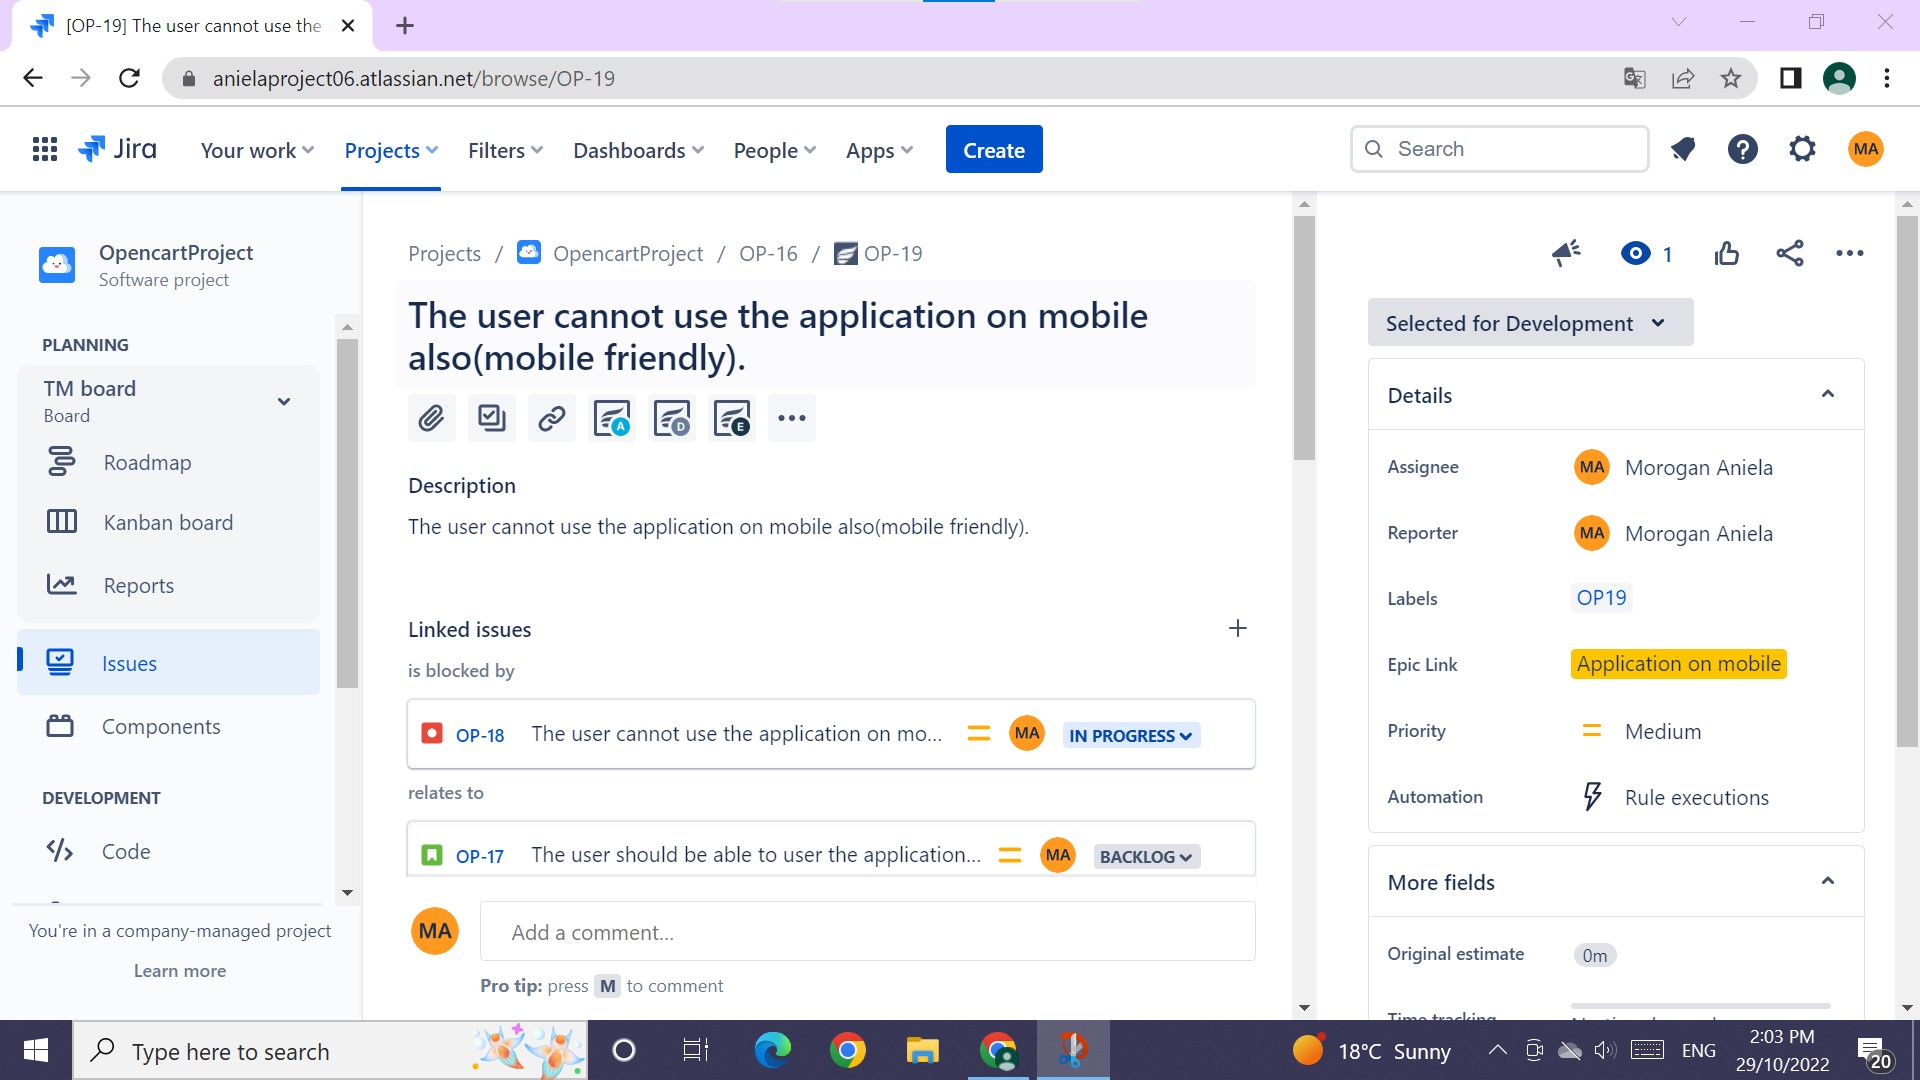 [OP-19] The user cannot use the
anielaproject06.atlassian.net/browse/OP-19
Jira
Your work
Projects
Filters
Dashboards
People
Apps
Create
Search
MA
OpencartProject
Software project
PLANNING
TM board
Board
Roadmap
Kanban board
Reports
Issues
Components
DEVELOPMENT
Code
You're in a company-managed project
Learn more
Projects / OpencartProject / OP-16 / OP-19
The user cannot use the application on mobile
also(mobile friendly).
A
D
E
Description
The user cannot use the application on mobile also(mobile friendly).
Linked issues
is blocked by
OP-18 The user cannot use the application on mo... MA IN PROGRESS
relates to
OP-17 The user should be able to user the application... MA BACKLOG
MA Add a comment...
Pro tip: press M to comment
1
Selected for Development
Details
Assignee MA Morogan Aniela
Reporter MA Morogan Aniela
Labels OP19
Epic Link Application on mobile
Priority Medium
Automation Rule executions
More fields
Original estimate 0m
Time tracking
Type here to search
18°C Sunny
ENG
2:03 PM
29/10/2022
20